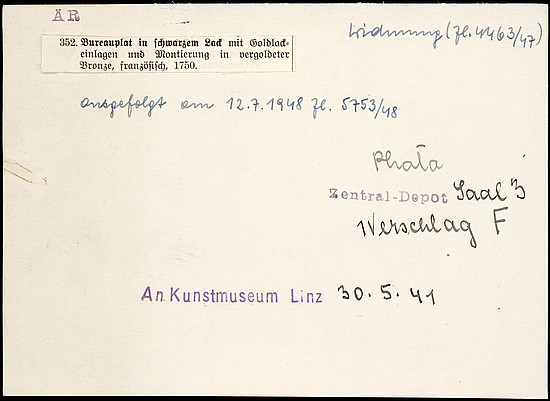 ÄR
Widmung (Zl. 4463/47)
352. Bureauplat in schwarzem Lack mit Goldlack-
einlagen und Montierung in vergoldeter
Bronze, französisch, 1750.
ausgefolgt am 12.7.1948 Zl. 5753/48
Photo
Zentral-Depot Saal 3
Verschlag F
An Kunstmuseum Linz 30.5.41